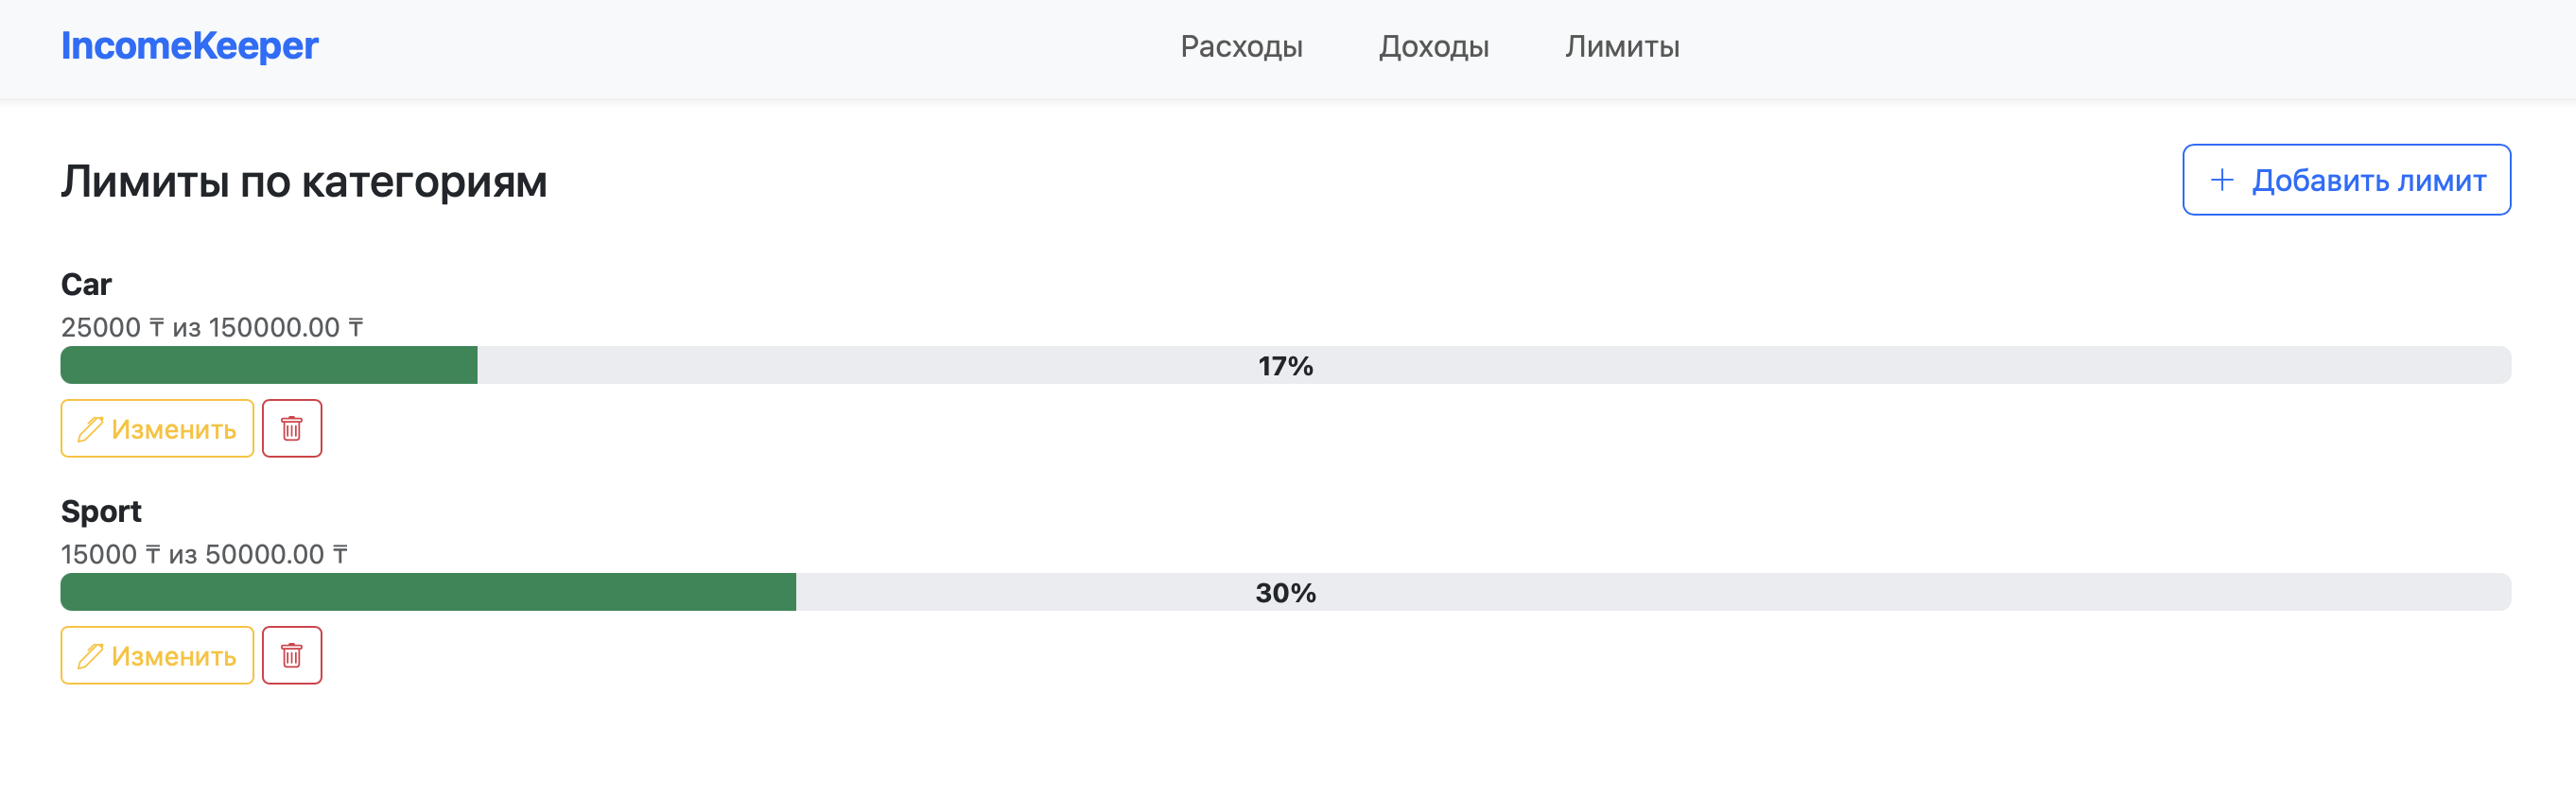 IncomeKeeper Расходы Доходы Лимиты
Лимиты по категориям + Добавить лимит
Car
25000 ₸ из 150000.00 ₸
17%
Изменить
Sport
15000 ₸ из 50000.00 ₸
30%
Изменить